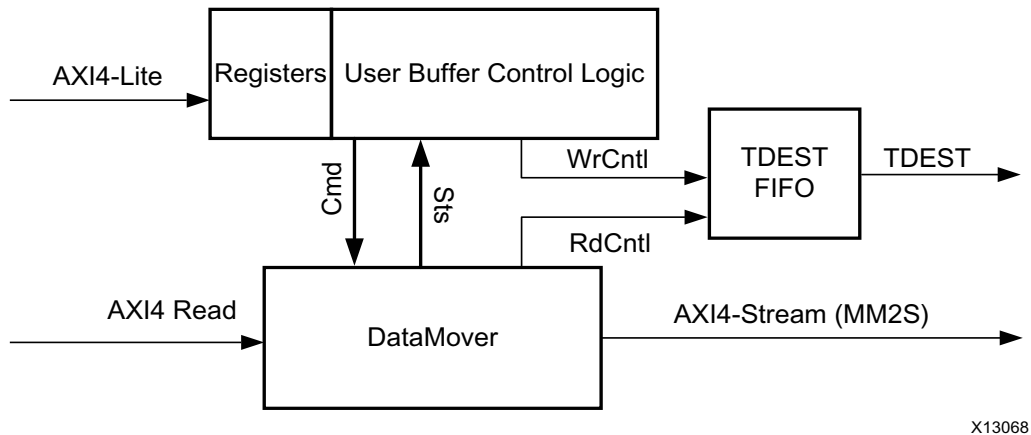 AXI4-Lite
Registers
User Buffer Control Logic
Cmd
Sts
WrCntl
TDEST
FIFO
TDEST
RdCntl
AXI4 Read
DataMover
AXI4-Stream (MM2S)
X13068